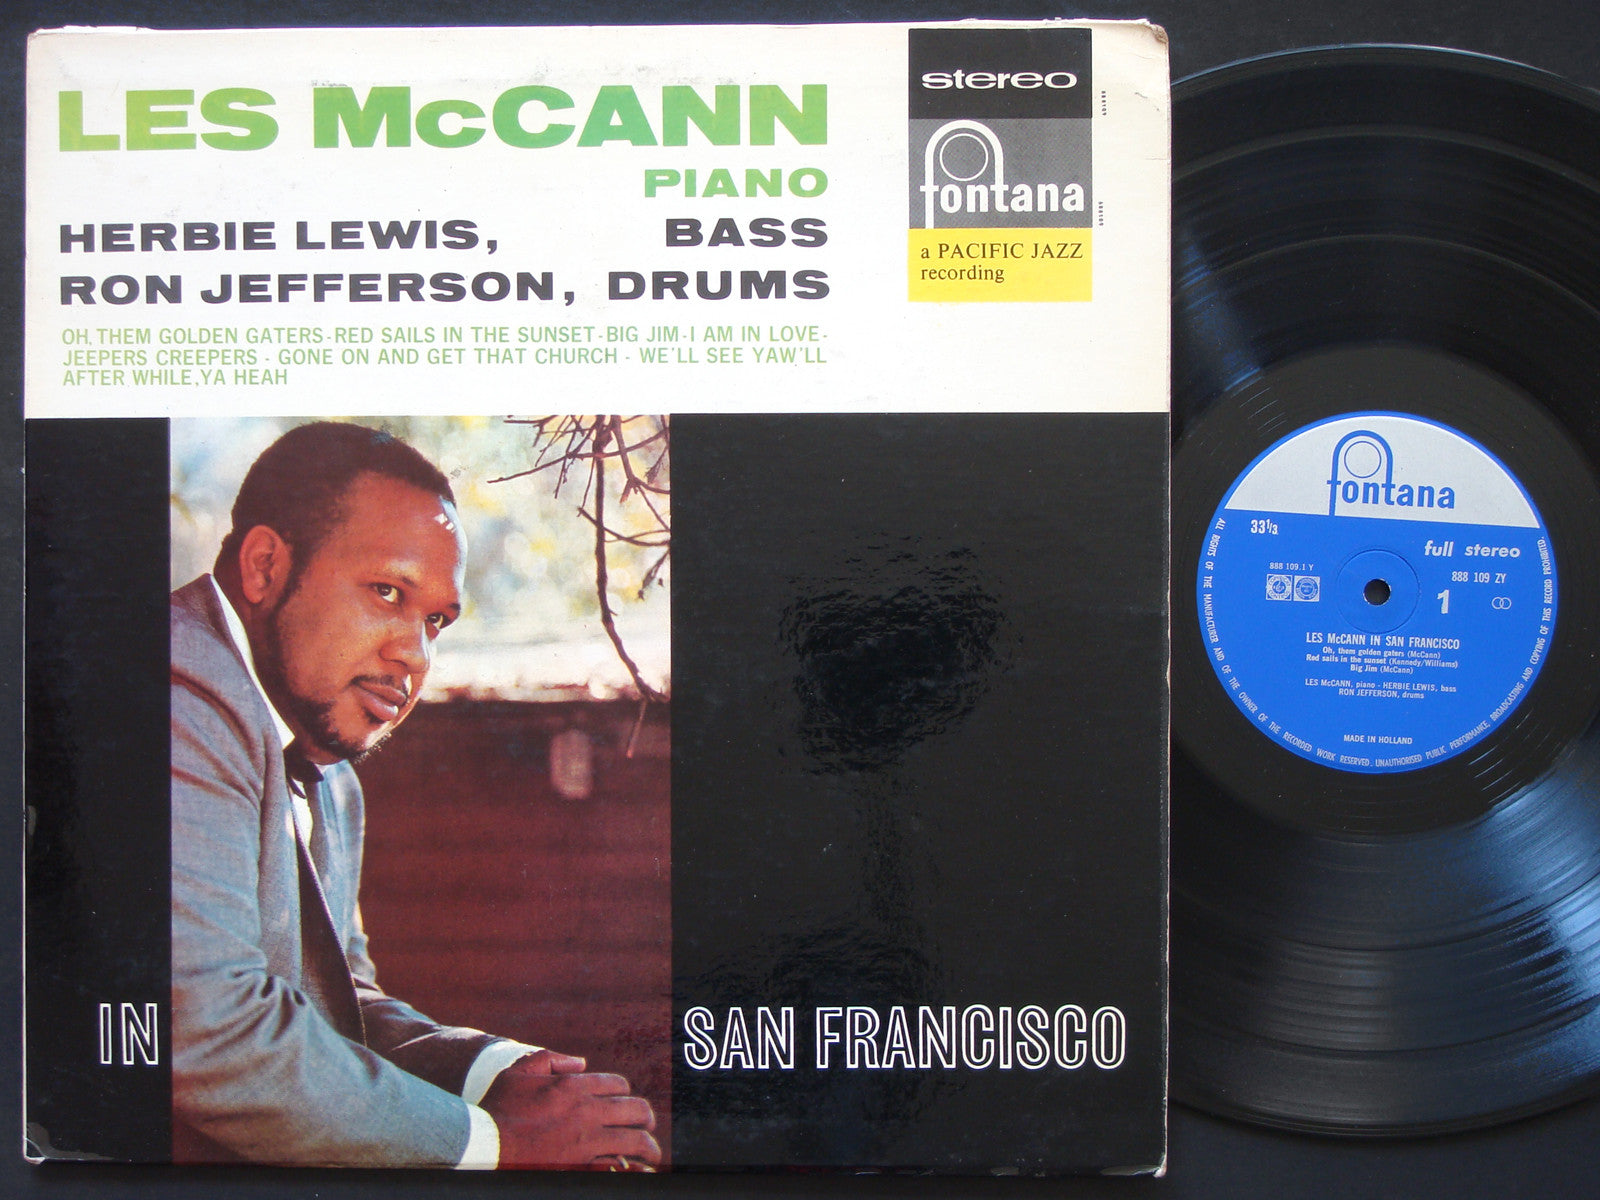 LES McCANN
PIANO
HERBIE LEWIS, BASS
RON JEFFERSON, DRUMS
OH, THEM GOLDEN GATERS-RED SAILS IN THE SUNSET-BIG JIM-I AM IN LOVE-
JEEPERS CREEPERS - GONE ON AND GET THAT CHURCH - WE'LL SEE YAW'LL
AFTER WHILE, YA HEAH
stereo
fontana
a PACIFIC JAZZ
recording
IN SAN FRANCISCO
fontana
33 1/3
full stereo
888 109.1 Y
888 109 ZY
1
LES McCANN IN SAN FRANCISCO
Oh, them golden gaters (McCann)
Red sails in the sunset (Kennedy/Williams)
Big Jim (McCann)
LES McCANN, piano - HERBIE LEWIS, bass
RON JEFFERSON, drums
MADE IN HOLLAND
ALL RIGHTS OF THE MANUFACTURER AND OF THE OWNER OF THE RECORDED WORK RESERVED. UNAUTHORISED PUBLIC PERFORMANCE, BROADCASTING AND COPYING OF THIS RECORD PROHIBITED.